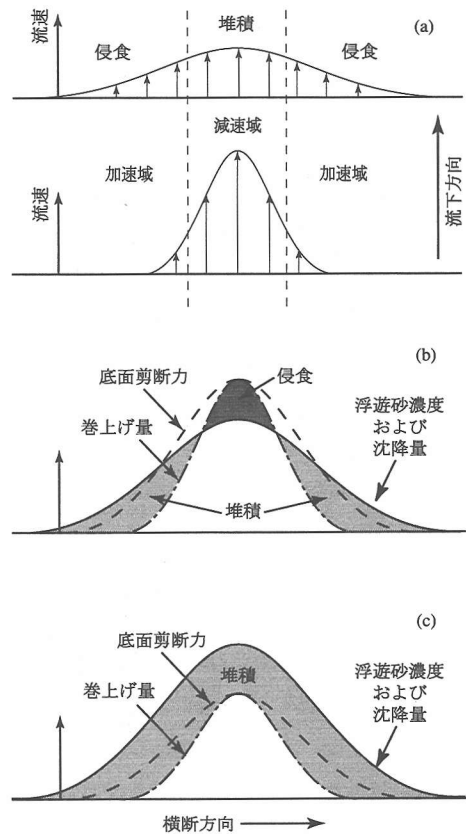 (a)
堆積
侵食
侵食
流速
減速域
加速域
加速域
流速
流下方向
(b)
底面剪断力
侵食
巻上げ量
浮遊砂濃度
および
沈降量
堆積
(c)
底面剪断力
堆積
巻上げ量
浮遊砂濃度
および
沈降量
横断方向